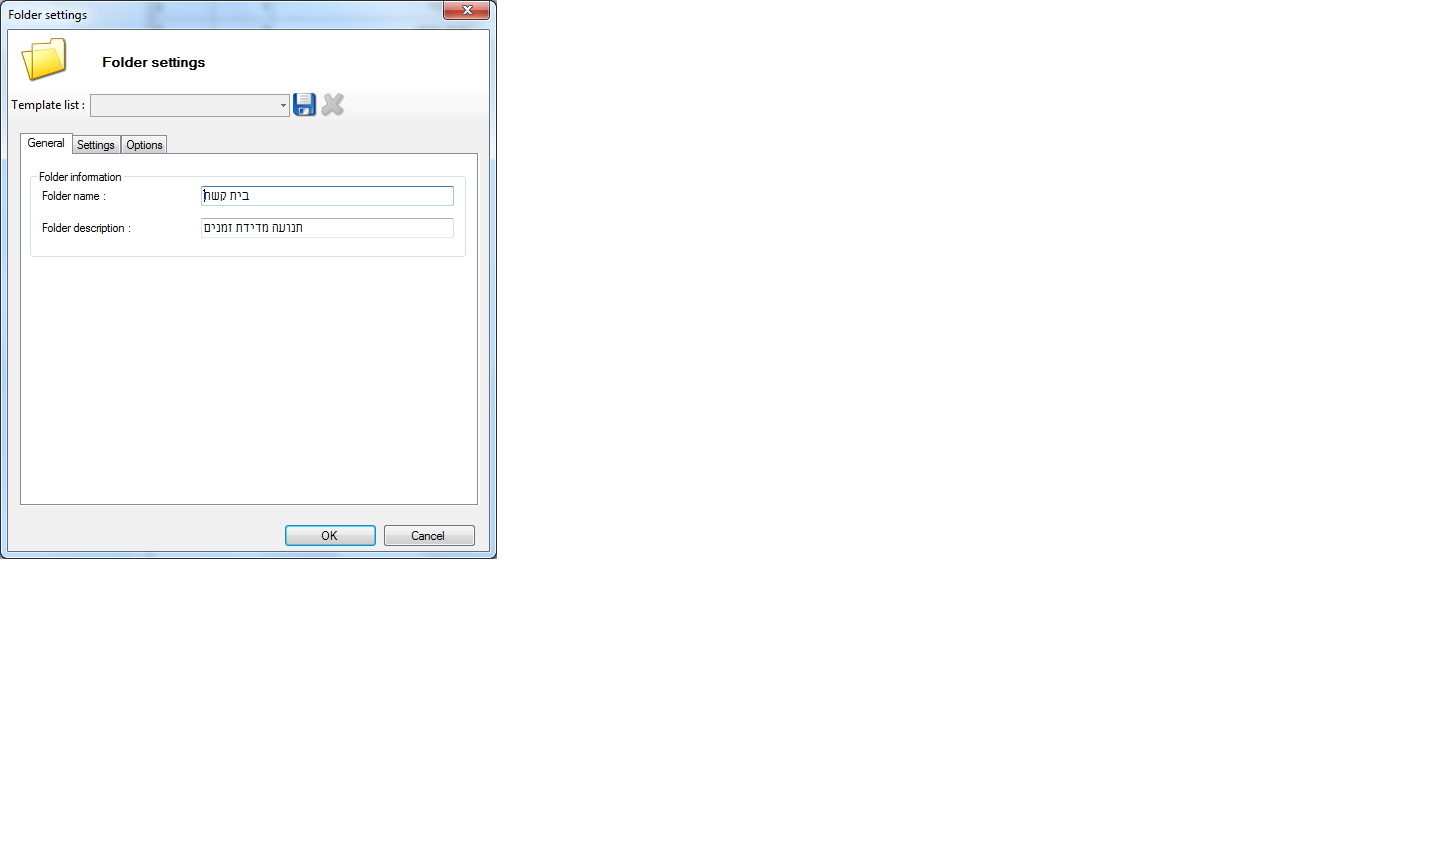 Folder settings
Folder settings
Template list :
General Settings Options
Folder information
Folder name : בית קשת
Folder description : תנועה מדידת זמנים
OK Cancel